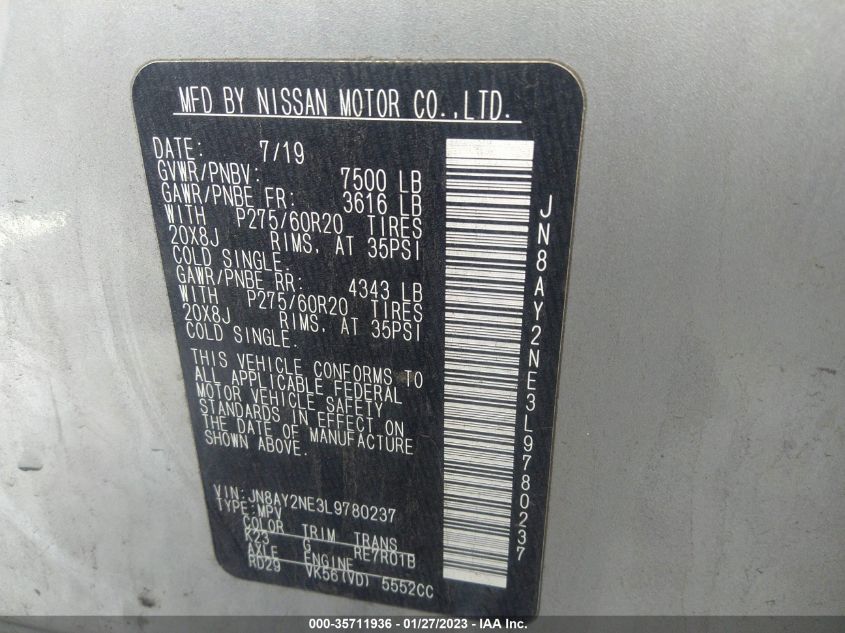 MFD BY NISSAN MOTOR CO.,LTD.
DATE: 7/19
GVWR/PNBV: 7500 LB
GAWR/PNBE FR: 3616 LB
WITH P275/60R20 TIRES
20X8J RIMS, AT 35PSI
COLD SINGLE.
GAWR/PNBE RR: 4343 LB
WITH P275/60R20 TIRES
20X8J RIMS, AT 35PSI
COLD SINGLE.
THIS VEHICLE CONFORMS TO
ALL APPLICABLE FEDERAL
MOTOR VEHICLE SAFETY
STANDARDS IN EFFECT ON
THE DATE OF MANUFACTURE
SHOWN ABOVE.
VIN: JN8AY2NE3L9780237
TYPE: MPV
COLOR TRIM TRANS
K23 G RE7R01B
AXLE ENGINE
RD29 VK56(VD) 5552CC
JN8AY2NE3L9780237
000-35711936 - 01/27/2023 - IAA Inc.